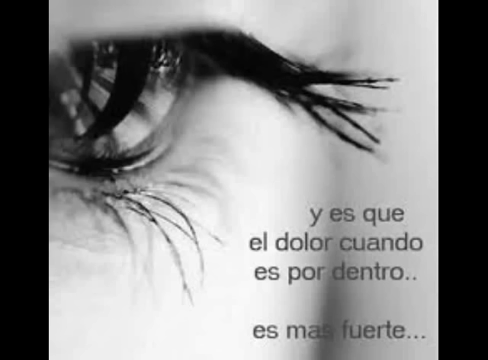 y es que
el dolor cuando
es por dentro..
es mas fuerte...